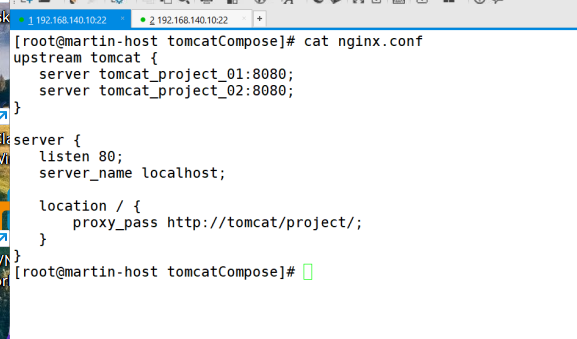 1 192.168.140.10:22
2 192.168.140.10:22
[root@martin-host tomcatCompose]# cat nginx.conf
upstream tomcat {
   server tomcat_project_01:8080;
   server tomcat_project_02:8080;
}
server {
   listen 80;
   server_name localhost;
   location / {
       proxy_pass http://tomcat/project/;
   }
}
[root@martin-host tomcatCompose]#